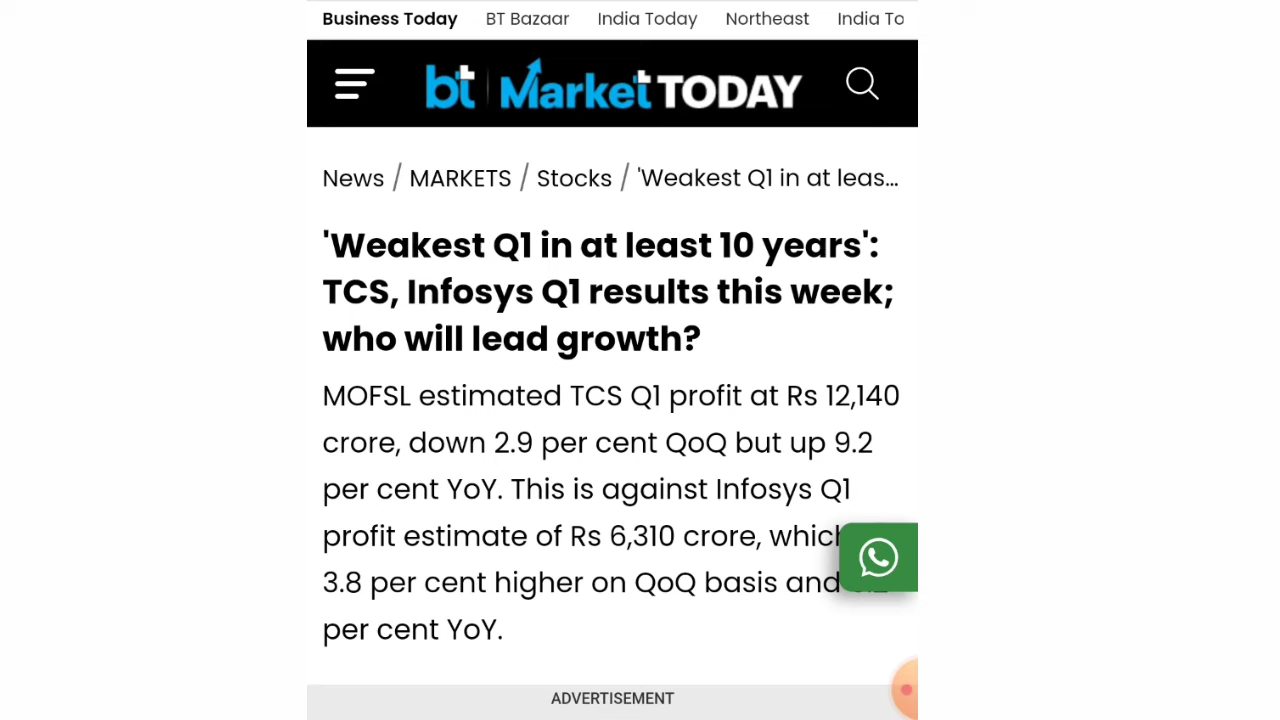 Business Today BT Bazaar India Today Northeast India To
bt Market TODAY
News / MARKETS / Stocks / 'Weakest Q1 in at leas...
'Weakest Q1 in at least 10 years':
TCS, Infosys Q1 results this week;
who will lead growth?
MOFSL estimated TCS Q1 profit at Rs 12,140
crore, down 2.9 per cent QoQ but up 9.2
per cent YoY. This is against Infosys Q1
profit estimate of Rs 6,310 crore, which
3.8 per cent higher on QoQ basis and
per cent YoY.
ADVERTISEMENT